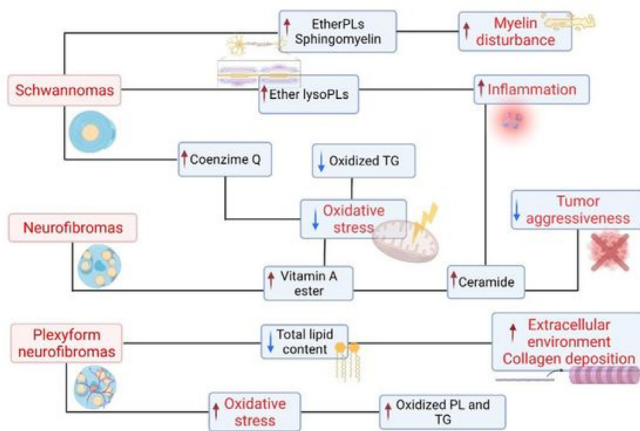 EtherPLs
Sphingomyelin
Myelin
disturbance
Schwannomas
Ether lysoPLs
Inflammation
Coenzime Q
Oxidized TG
Oxidative
stress
Tumor
aggressiveness
Neurofibromas
Vitamin A
ester
Ceramide
Plexyform
neurofibromas
Total lipid
content
Extracellular
environment
Collagen deposition
Oxidative
stress
Oxidized PL and
TG